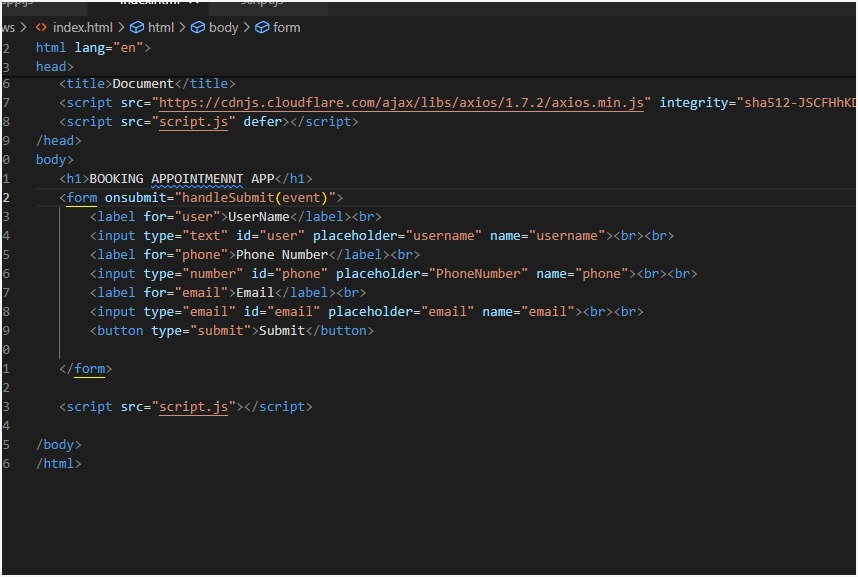 index.html
script.js
ws > <> index.html > html > body > form
2 html lang="en">
3 head>
6 <title>Document</title>
7 <script src="https://cdnjs.cloudflare.com/ajax/libs/axios/1.7.2/axios.min.js" integrity="sha512-JSCFHhKD
8 <script src="script.js" defer></script>
9 /head>
0 body>
1 <h1>BOOKING APPOINTMENNT APP</h1>
2 <form onsubmit="handleSubmit(event)">
3 <label for="user">UserName</label><br>
4 <input type="text" id="user" placeholder="username" name="username"><br><br>
5 <label for="phone">Phone Number</label><br>
6 <input type="number" id="phone" placeholder="PhoneNumber" name="phone"><br><br>
7 <label for="email">Email</label><br>
8 <input type="email" id="email" placeholder="email" name="email"><br><br>
9 <button type="submit">Submit</button>
0
1 </form>
2
3 <script src="script.js"></script>
4
5 /body>
6 /html>